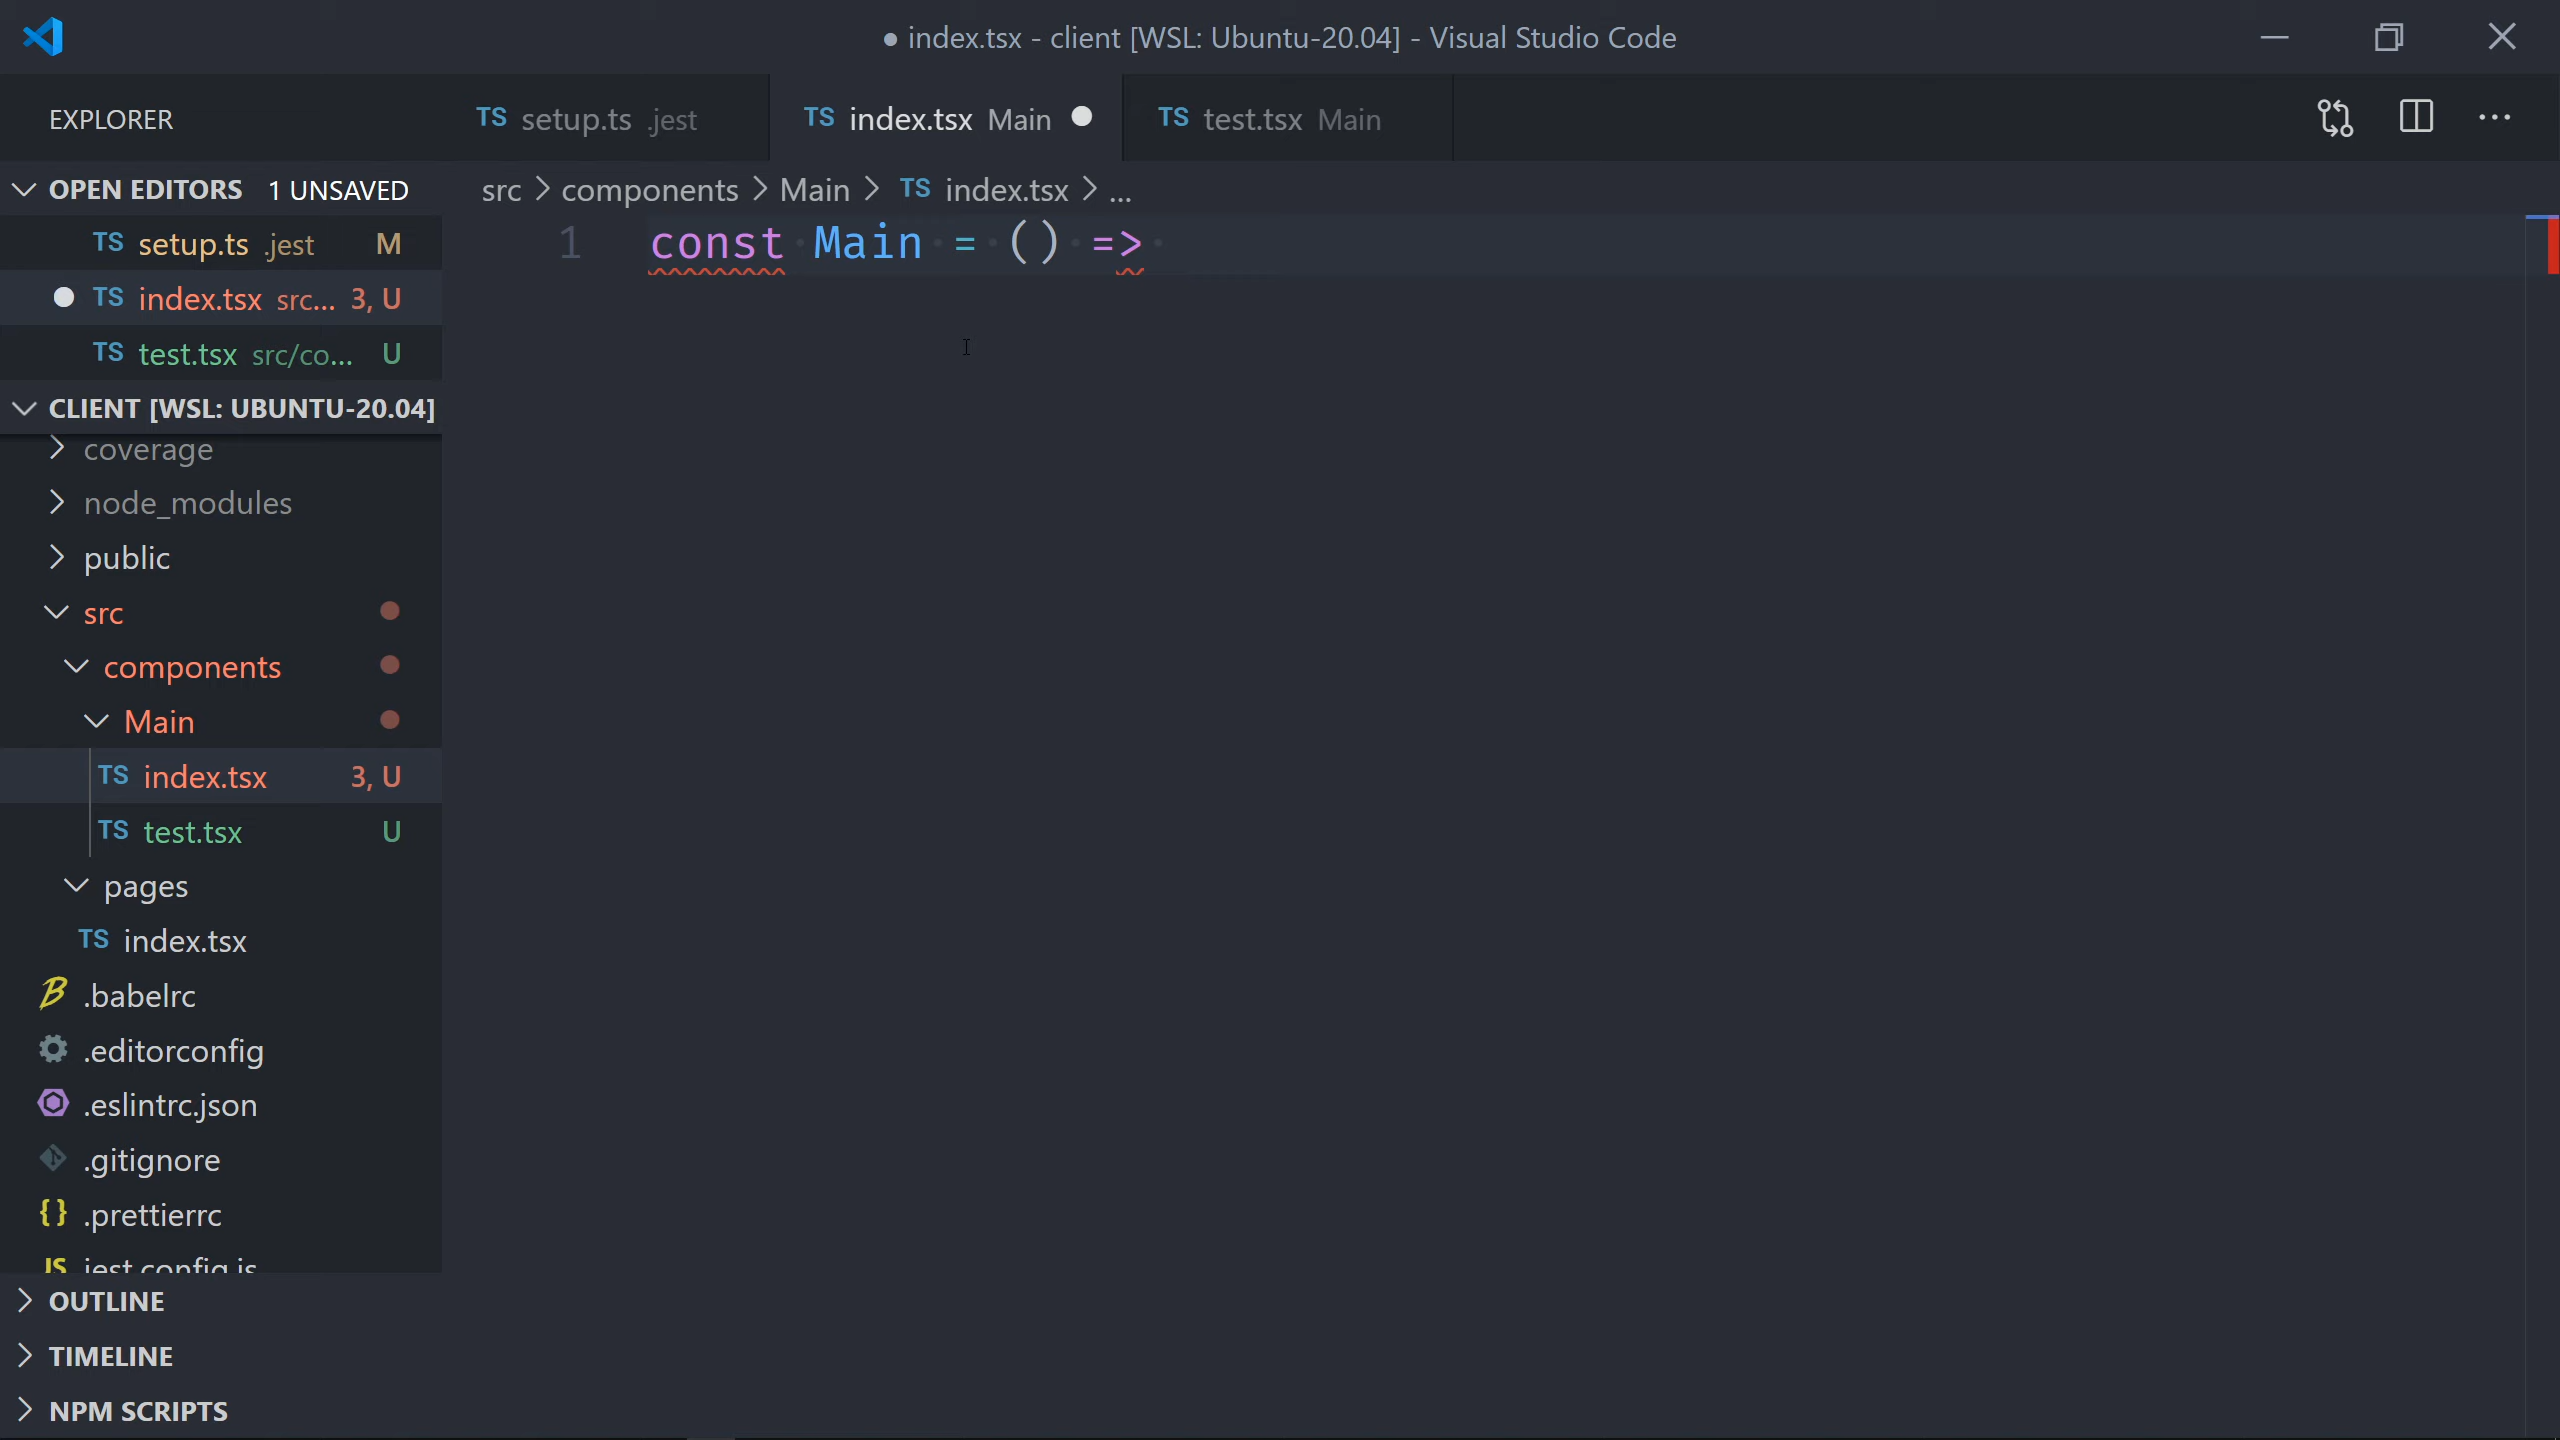 ● index.tsx - client [WSL: Ubuntu-20.04] - Visual Studio Code
EXPLORER
TS setup.ts .jest
TS index.tsx Main
TS test.tsx Main
OPEN EDITORS 1 UNSAVED
TS setup.ts .jest M
TS index.tsx src... 3, U
TS test.tsx src/co... U
CLIENT [WSL: UBUNTU-20.04]
coverage
node_modules
public
src
components
Main
TS index.tsx 3, U
TS test.tsx U
pages
TS index.tsx
.babelrc
.editorconfig
.eslintrc.json
.gitignore
{} .prettierrc
JS jest.config.js
OUTLINE
TIMELINE
NPM SCRIPTS
src > components > Main > TS index.tsx > ...
1 const Main = () =>